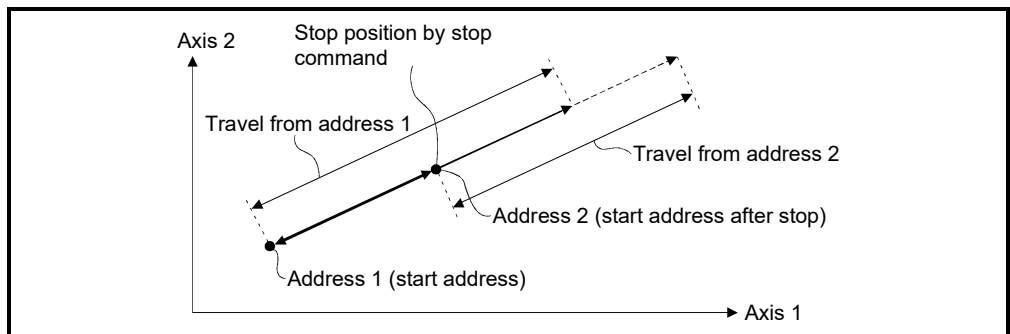 Stop position by stop
command
Axis 2
Travel from address 1
Travel from address 2
Address 2 (start address after stop)
Address 1 (start address)
Axis 1